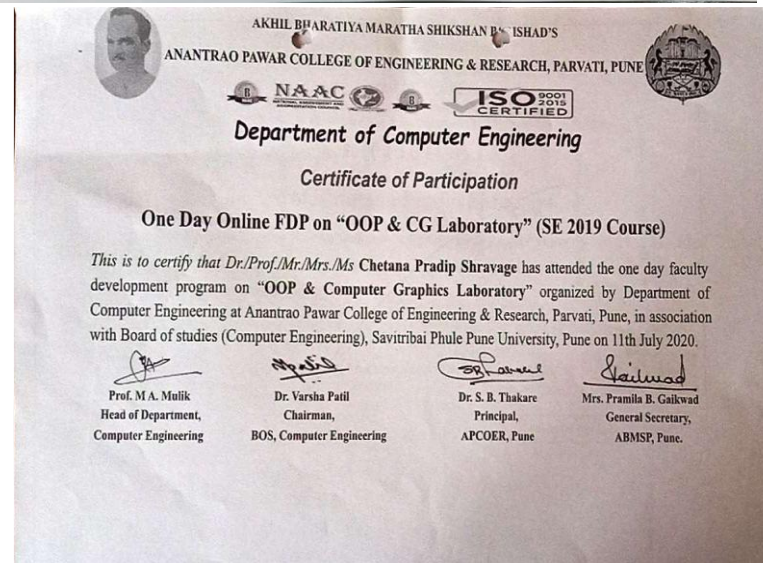 AKHIL BHARATIYA MARATHA SHIKSHAN ISHAD'S
ANANTRAO PAWAR COLLEGE OF ENGINEERING & RESEARCH, PARVATI, PUNE
NAAC
NATIONAL ASSESSMENT AND
ACCREDITATION COUNCIL
ISO 9001 2015
CERTIFIED
Department of Computer Engineering
Certificate of Participation
One Day Online FDP on “OOP & CG Laboratory” (SE 2019 Course)
This is to certify that Dr./Prof./Mr./Mrs./Ms Chetana Pradip Shravage has attended the one day faculty
development program on “OOP & Computer Graphics Laboratory” organized by Department of
Computer Engineering at Anantrao Pawar College of Engineering & Research, Parvati, Pune, in association
with Board of studies (Computer Engineering), Savitribai Phule Pune University, Pune on 11th July 2020.
Prof. M A. Mulik
Head of Department,
Computer Engineering
Dr. Varsha Patil
Chairman,
BOS, Computer Engineering
Dr. S. B. Thakare
Principal,
APCOER, Pune
Mrs. Pramila B. Gaikwad
General Secretary,
ABMSP, Pune.